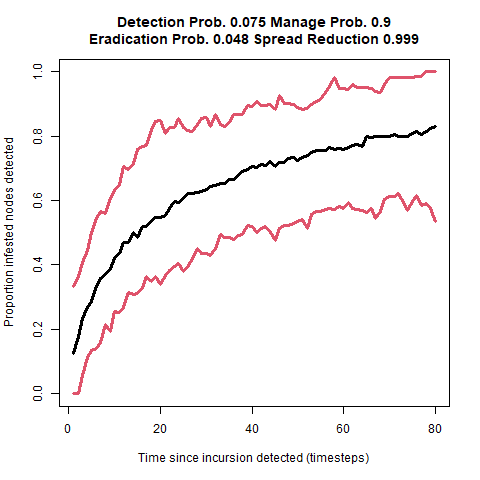 Detection Prob. 0.075 Manage Prob. 0.9
Eradication Prob. 0.048 Spread Reduction 0.999
Proportion infested nodes detected
1.0
0.8
0.6
0.4
0.2
0.0
0 20 40 60 80
Time since incursion detected (timesteps)